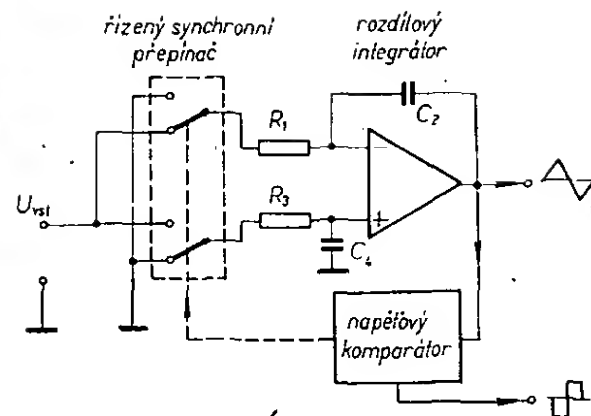 řízený synchronní
přepínač
rozdílový
integrátor
R₁
C₂
U_vst
R₃
C₄
−
+
napěťový
komparátor